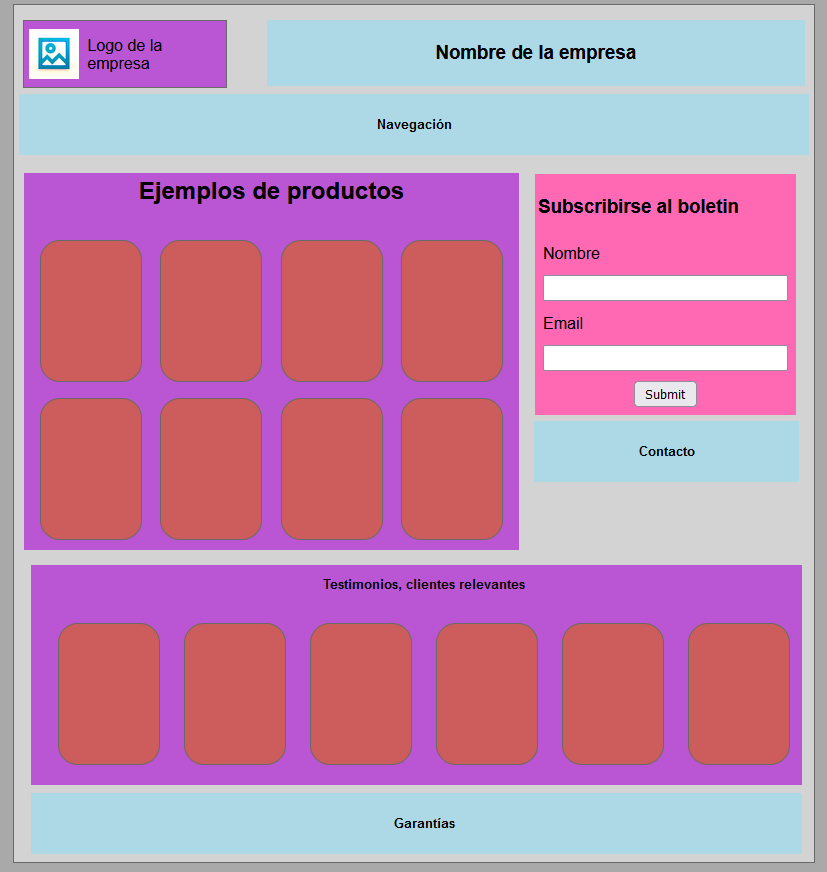 Logo de la
empresa
Nombre de la empresa
Navegación
Ejemplos de productos
Subscribirse al boletin
Nombre
Email
Submit
Contacto
Testimonios, clientes relevantes
Garantías